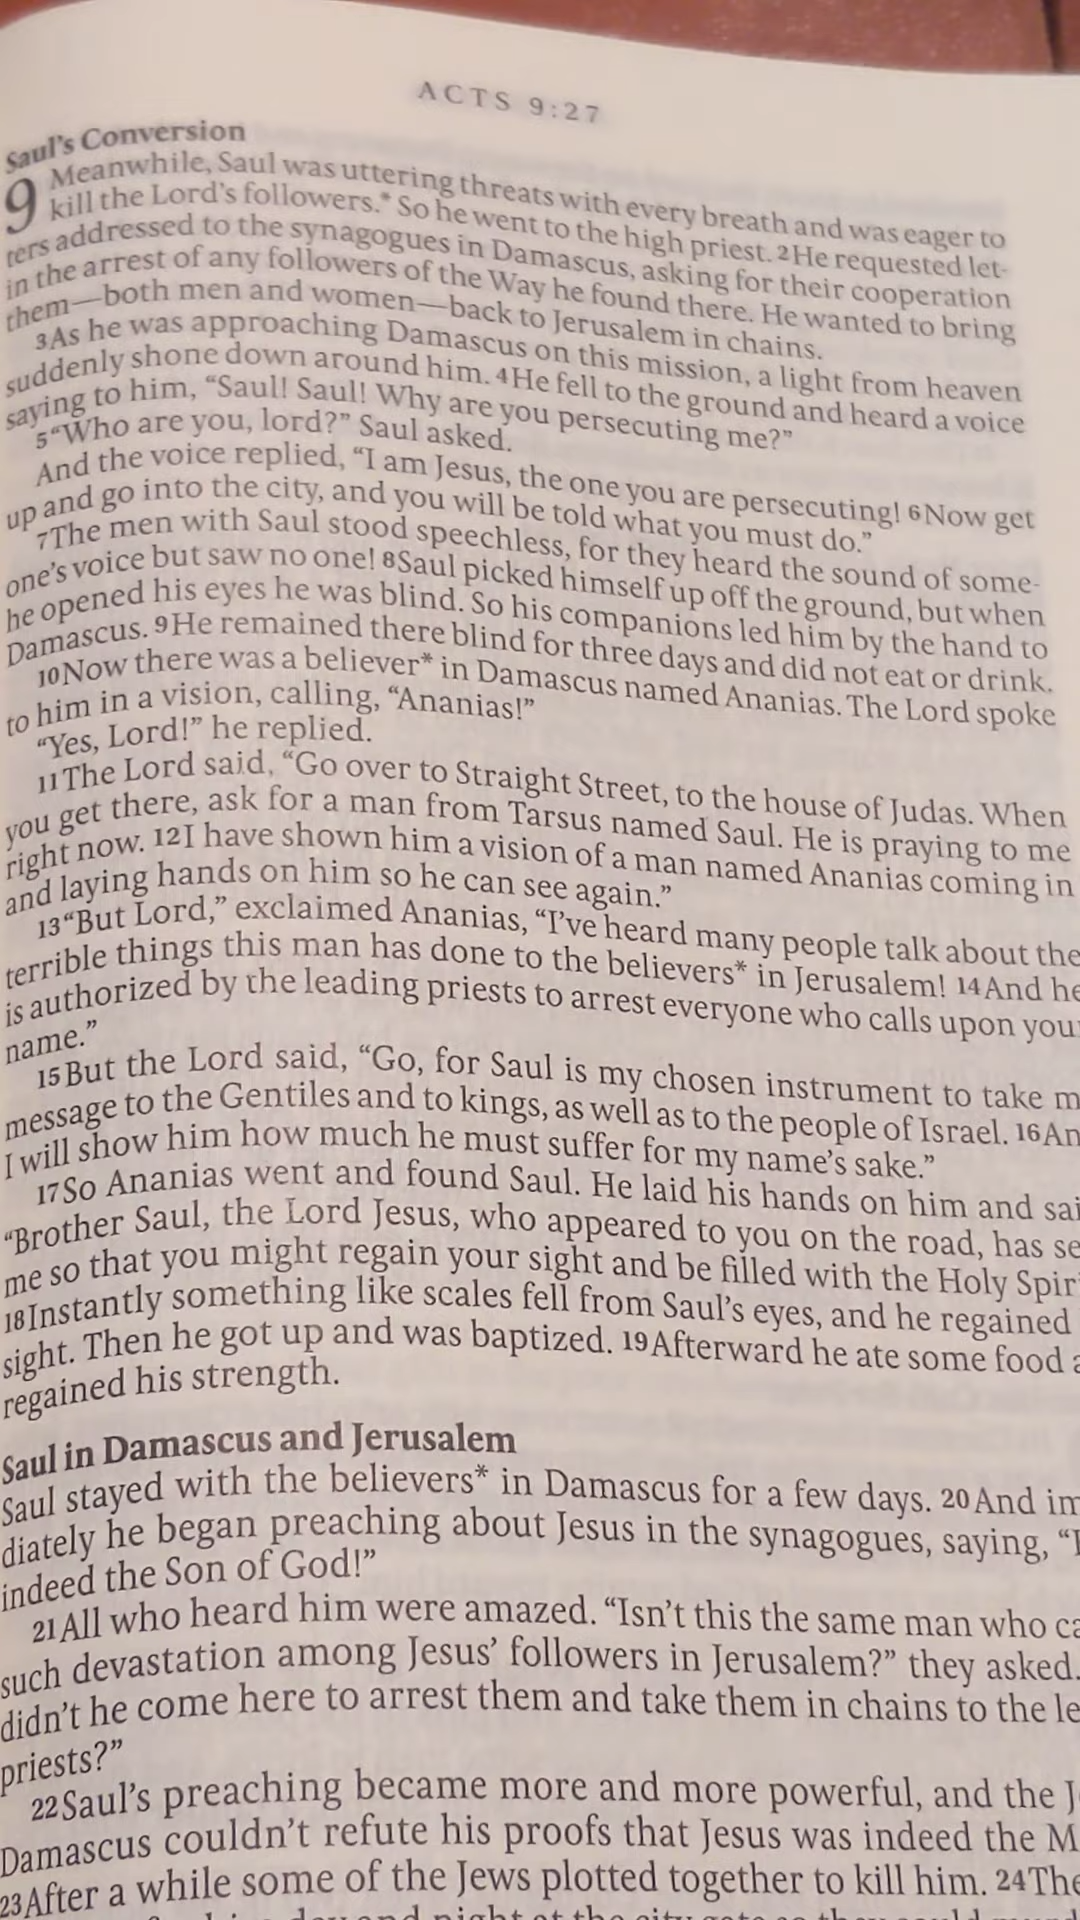 ACTS 9:27
Saul's Conversion
9 Meanwhile, Saul was uttering threats with every breath and was eager to
kill the Lord's followers.* So he went to the high priest. 2He requested let-
ters addressed to the synagogues in Damascus, asking for their cooperation
in the arrest of any followers of the Way he found there. He wanted to bring
them—both men and women—back to Jerusalem in chains.
3As he was approaching Damascus on this mission, a light from heaven
suddenly shone down around him. 4He fell to the ground and heard a voice
saying to him, “Saul! Saul! Why are you persecuting me?”
5“Who are you, lord?” Saul asked.
And the voice replied, “I am Jesus, the one you are persecuting! 6Now get
up and go into the city, and you will be told what you must do.”
7The men with Saul stood speechless, for they heard the sound of some-
one's voice but saw no one! 8Saul picked himself up off the ground, but when
he opened his eyes he was blind. So his companions led him by the hand to
Damascus. 9He remained there blind for three days and did not eat or drink.
10Now there was a believer* in Damascus named Ananias. The Lord spoke
to him in a vision, calling, “Ananias!”
“Yes, Lord!” he replied.
11The Lord said, “Go over to Straight Street, to the house of Judas. When
you get there, ask for a man from Tarsus named Saul. He is praying to me
right now. 12I have shown him a vision of a man named Ananias coming in
and laying hands on him so he can see again.”
13“But Lord,” exclaimed Ananias, “I've heard many people talk about the
terrible things this man has done to the believers* in Jerusalem! 14And he
is authorized by the leading priests to arrest everyone who calls upon you
name.”
15But the Lord said, “Go, for Saul is my chosen instrument to take m
message to the Gentiles and to kings, as well as to the people of Israel. 16An
I will show him how much he must suffer for my name's sake.”
17So Ananias went and found Saul. He laid his hands on him and sai
“Brother Saul, the Lord Jesus, who appeared to you on the road, has se
me so that you might regain your sight and be filled with the Holy Spir
18Instantly something like scales fell from Saul's eyes, and he regained
sight. Then he got up and was baptized. 19Afterward he ate some food a
regained his strength.
Saul in Damascus and Jerusalem
Saul stayed with the believers* in Damascus for a few days. 20And im
diately he began preaching about Jesus in the synagogues, saying, “
indeed the Son of God!”
21All who heard him were amazed. “Isn't this the same man who ca
such devastation among Jesus' followers in Jerusalem?” they asked.
didn't he come here to arrest them and take them in chains to the le
priests?”
22Saul's preaching became more and more powerful, and the J
Damascus couldn't refute his proofs that Jesus was indeed the M
23After a while some of the Jews plotted together to kill him. 24The
day and night at the city